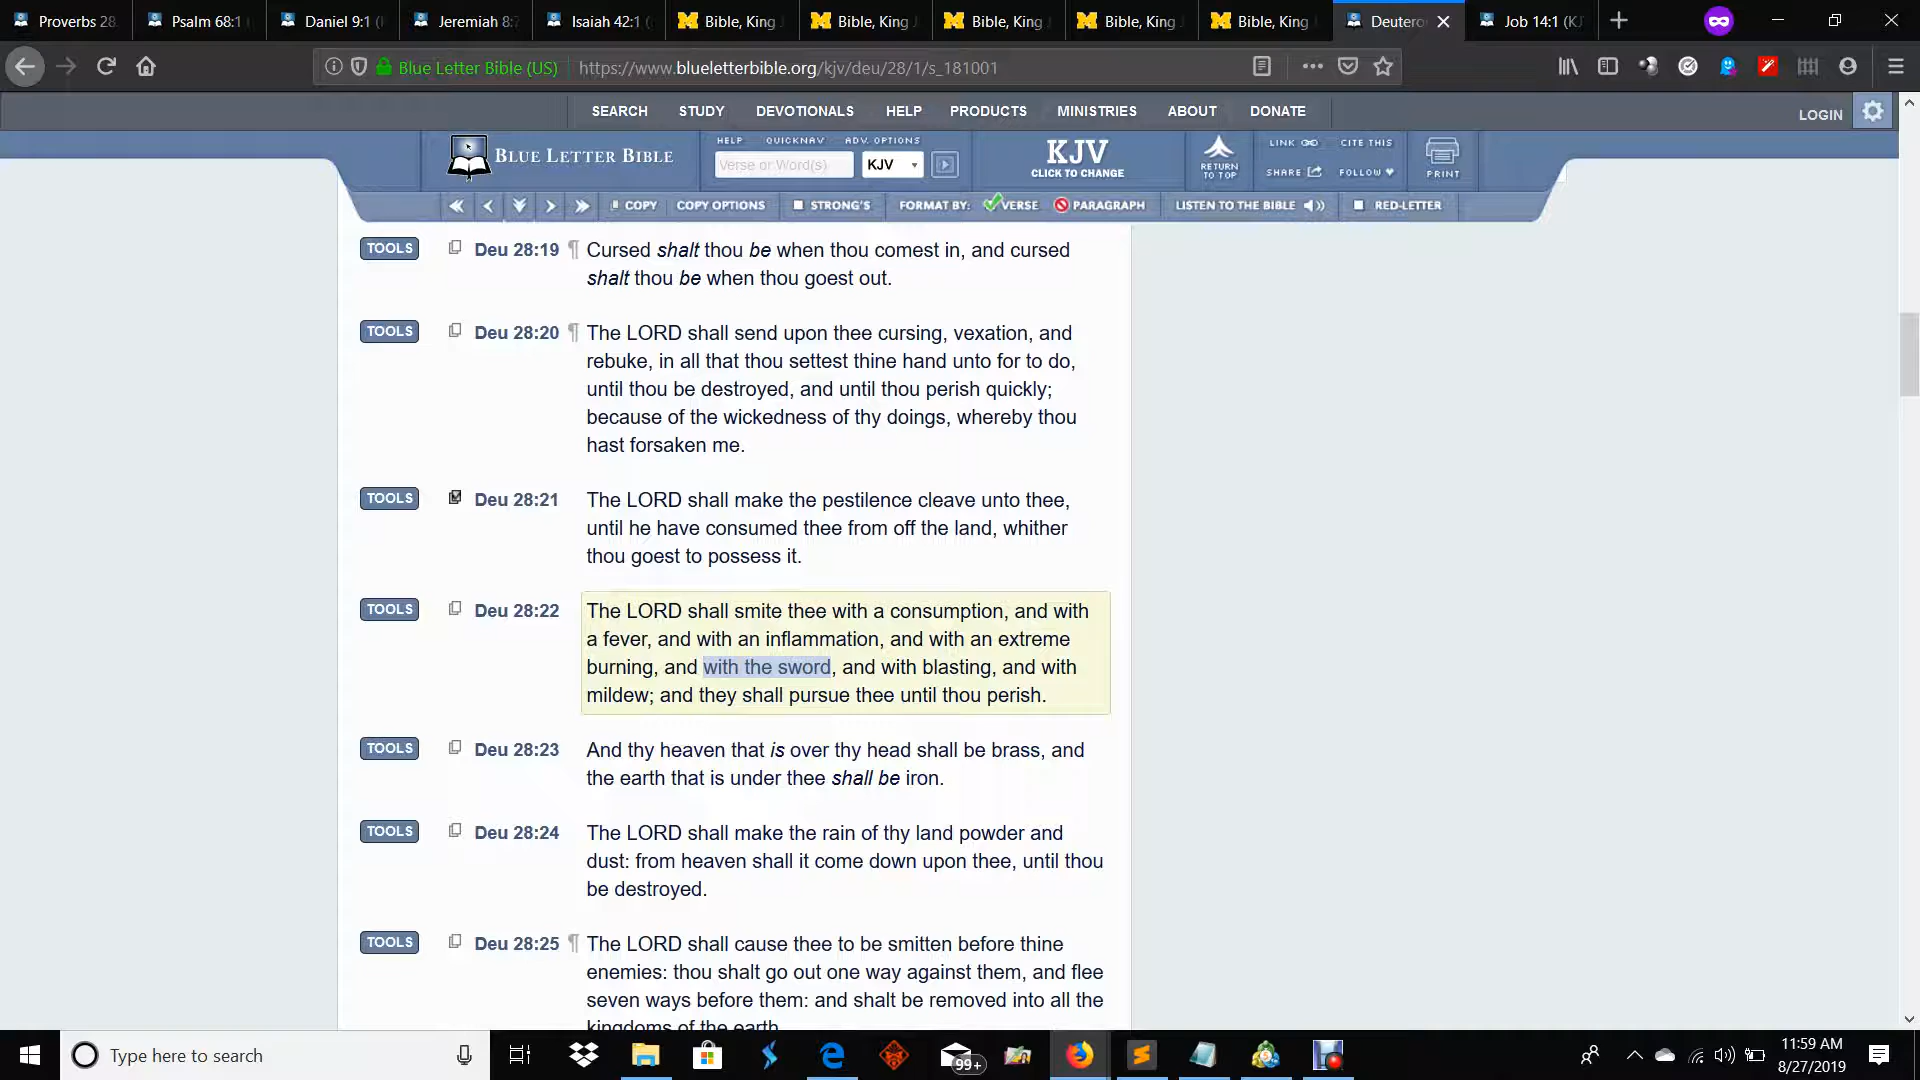 Proverbs 28
Psalm 68:1
Daniel 9:1
Jeremiah 8:
Isaiah 42:1
Bible, King
Bible, King
Bible, King
Bible, King
Bible, King
Deutero
Job 14:1 (KJ
Blue Letter Bible (US)
https://www.blueletterbible.org/kjv/deu/28/1/s_181001
SEARCH STUDY DEVOTIONALS HELP PRODUCTS MINISTRIES ABOUT DONATE
LOGIN
BLUE LETTER BIBLE
HELP QUICKNAV ADV. OPTIONS
Verse or Word(s)
KJV
KJV
CLICK TO CHANGE
RETURN
TO TOP
LINK
CITE THIS
SHARE
FOLLOW
PRINT
COPY
COPY OPTIONS
STRONG'S
FORMAT BY:
VERSE
PARAGRAPH
LISTEN TO THE BIBLE
RED-LETTER
TOOLS Deu 28:19 ¶ Cursed shalt thou be when thou comest in, and cursed
shalt thou be when thou goest out.
TOOLS Deu 28:20 ¶ The LORD shall send upon thee cursing, vexation, and
rebuke, in all that thou settest thine hand unto for to do,
until thou be destroyed, and until thou perish quickly;
because of the wickedness of thy doings, whereby thou
hast forsaken me.
TOOLS Deu 28:21 The LORD shall make the pestilence cleave unto thee,
until he have consumed thee from off the land, whither
thou goest to possess it.
TOOLS Deu 28:22 The LORD shall smite thee with a consumption, and with
a fever, and with an inflammation, and with an extreme
burning, and with the sword, and with blasting, and with
mildew; and they shall pursue thee until thou perish.
TOOLS Deu 28:23 And thy heaven that is over thy head shall be brass, and
the earth that is under thee shall be iron.
TOOLS Deu 28:24 The LORD shall make the rain of thy land powder and
dust: from heaven shall it come down upon thee, until thou
be destroyed.
TOOLS Deu 28:25 ¶ The LORD shall cause thee to be smitten before thine
enemies: thou shalt go out one way against them, and flee
seven ways before them: and shalt be removed into all the
kingdoms of the earth
Type here to search
99+
11:59 AM
8/27/2019